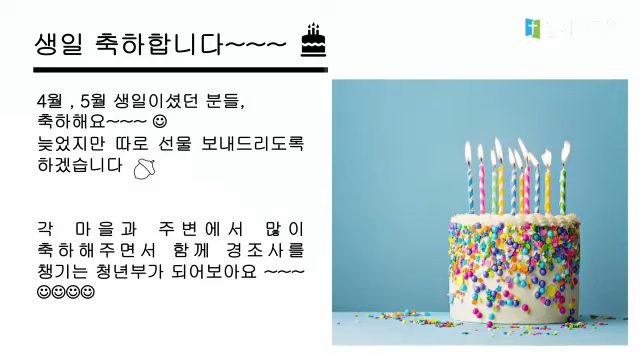 생일 축하합니다~~~
4월 , 5월 생일이셨던 분들,
축하해요~~~ ☺
늦었지만 따로 선물 보내드리도록
하겠습니다
각 마을과 주변에서 많이
축하해주면서 함께 경조사를
챙기는 청년부가 되어보아요 ~~~
☺☺☺☺